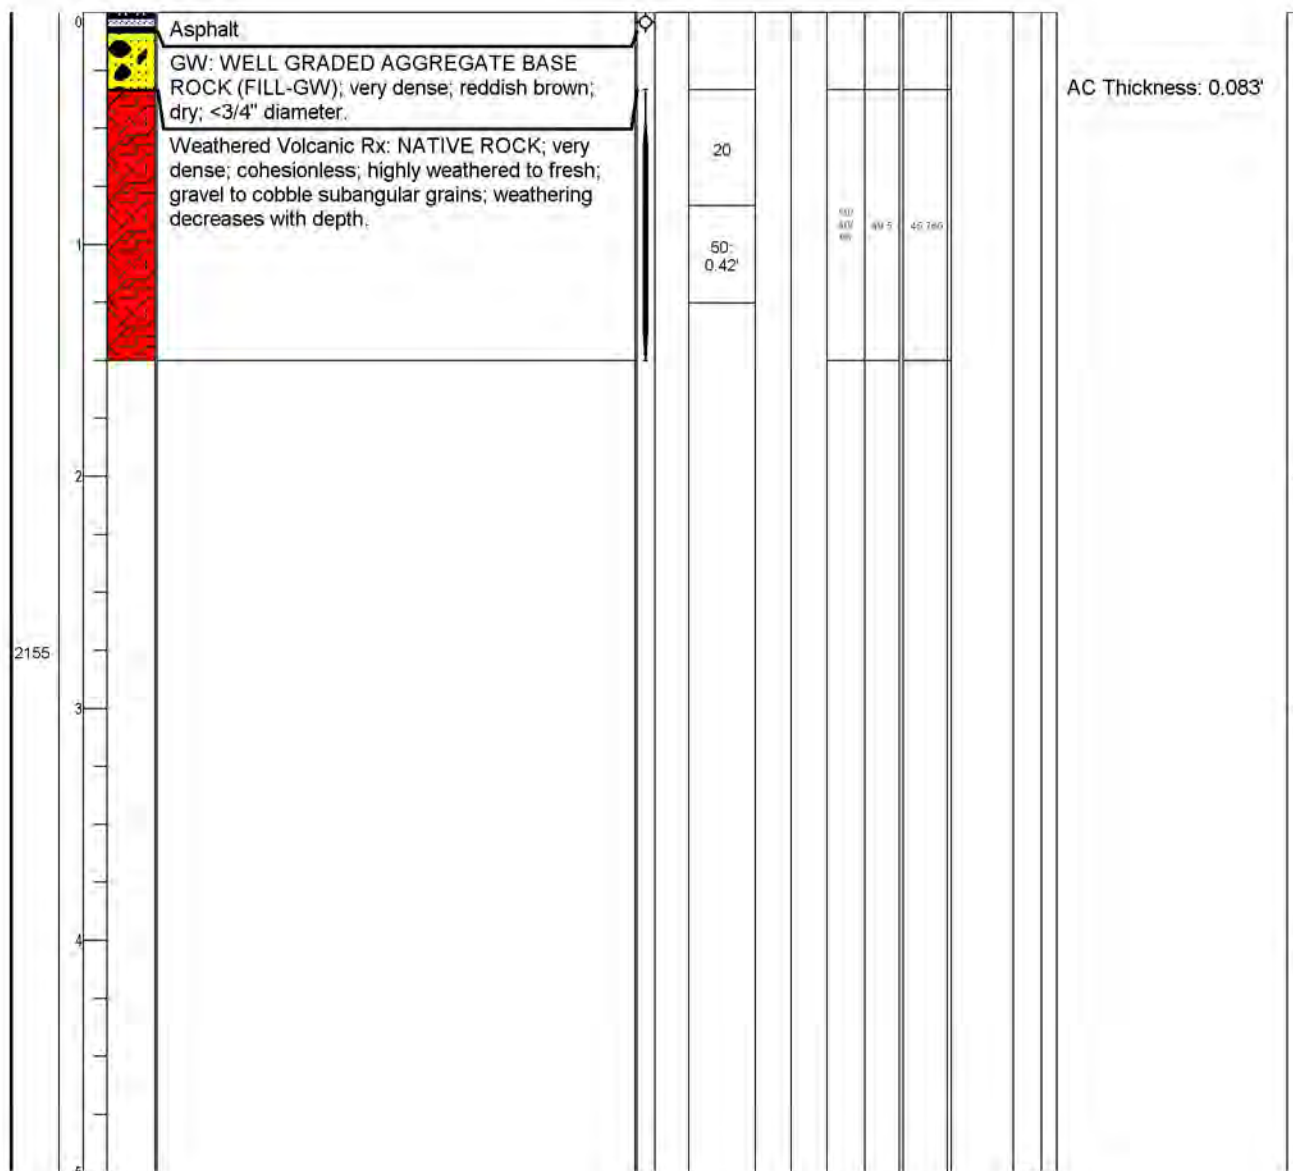 0
Asphalt
GW: WELL GRADED AGGREGATE BASE
ROCK (FILL-GW); very dense; reddish brown;
dry; <3/4" diameter.
AC Thickness: 0.083'
Weathered Volcanic Rx: NATIVE ROCK; very
dense; cohesionless; highly weathered to fresh;
gravel to cobble subangular grains; weathering
decreases with depth.
20
1
50:
0.42'
2
2155
3
4
5